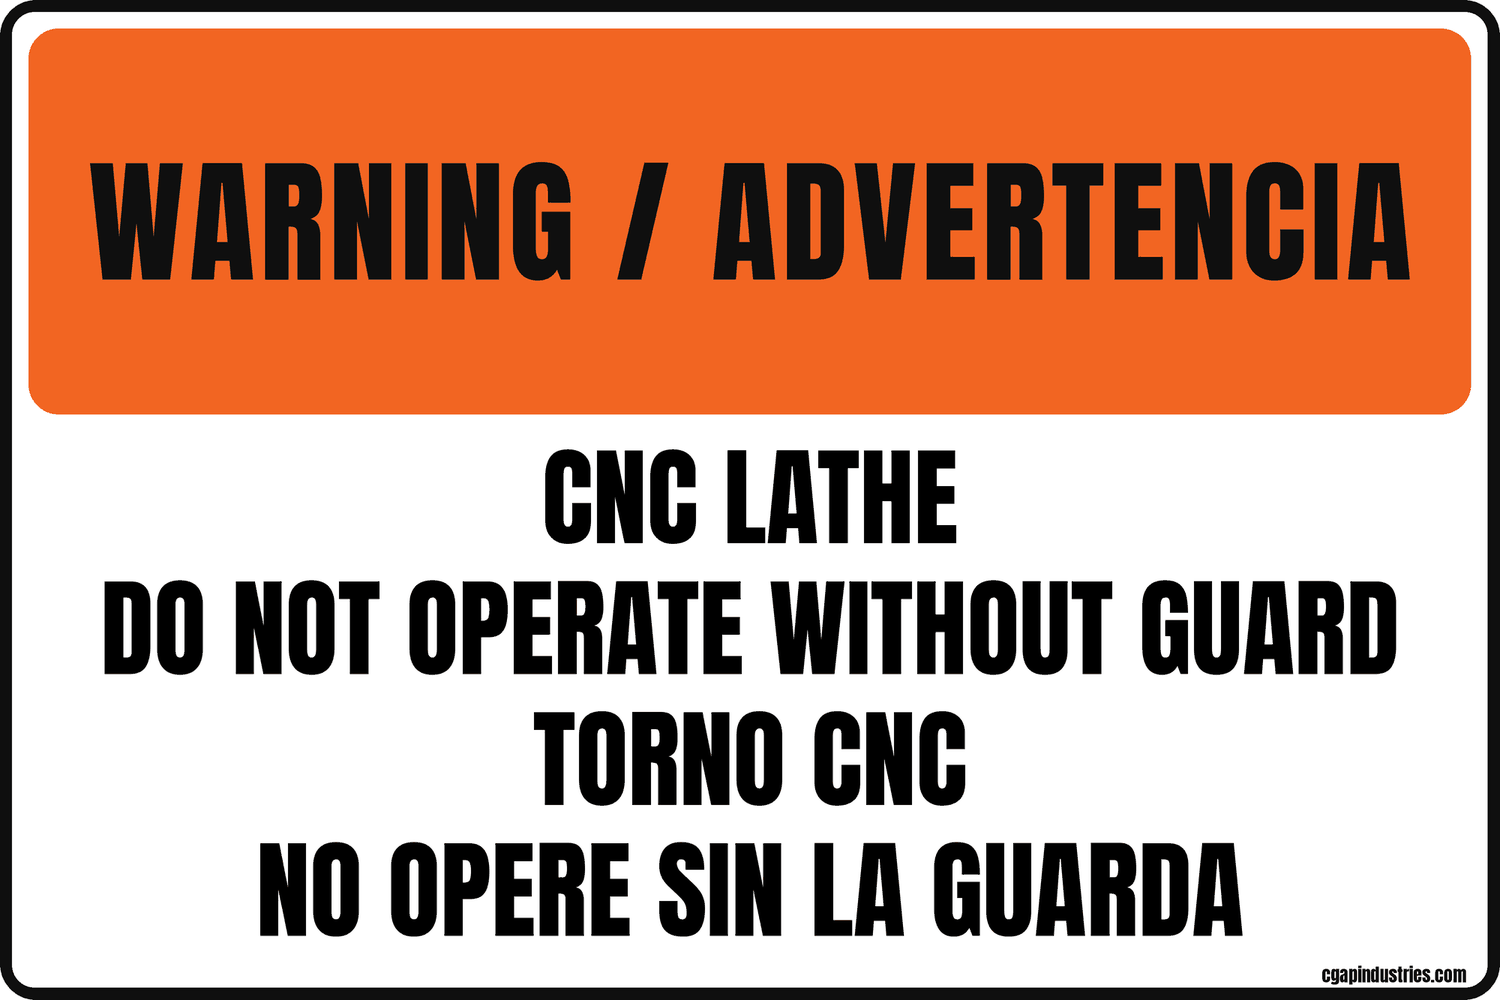 WARNING / ADVERTENCIA
CNC LATHE
DO NOT OPERATE WITHOUT GUARD
TORNO CNC
NO OPERE SIN LA GUARDA
cgapindustries.com